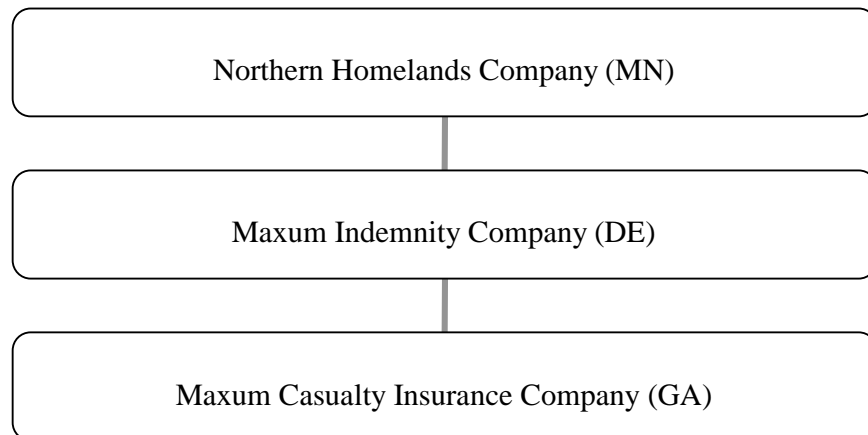 Northern Homelands Company (MN)
Maxum Indemnity Company (DE)
Maxum Casualty Insurance Company (GA)